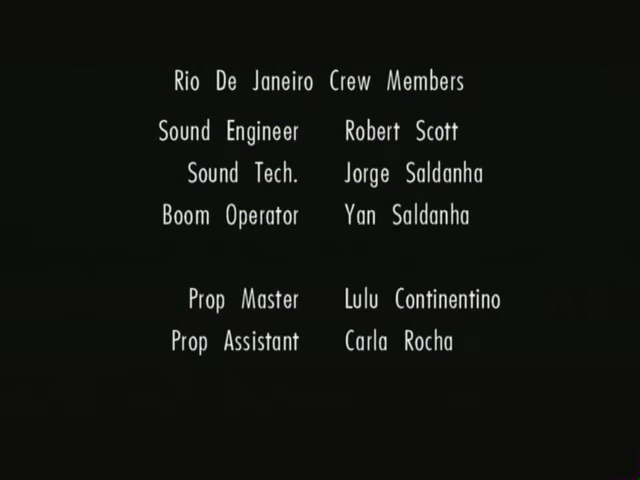 Rio De Janeiro Crew Members
Sound Engineer Robert Scott
Sound Tech. Jorge Saldanha
Boom Operator Yan Saldanha
Prop Master Lulu Continentino
Prop Assistant Carla Rocha